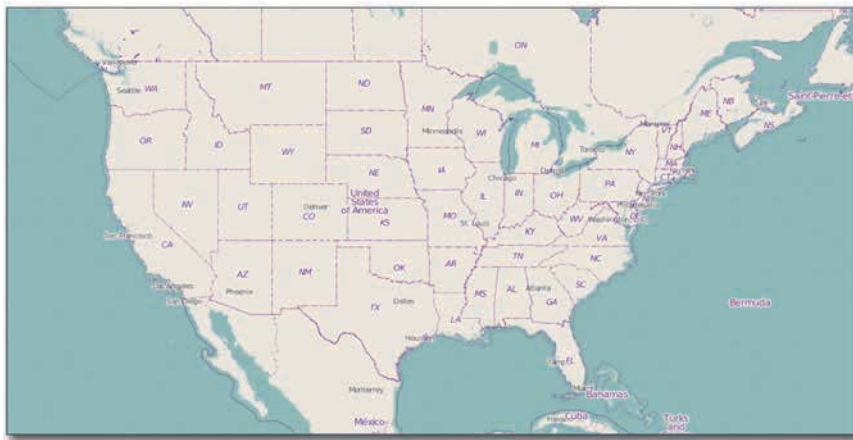 ON
Vancouver
Seattle
WA
MT
ND
MN
OR
ID
SD
WY
Minneapolis
WI
MI
Toronto
Montreal
VT
NH
ME
NB
NS
MA
CT
NY
NE
IA
Chicago
Detroit
PA
NV
UT
Denver
CO
United
States
of America
KS
MO
St. Louis
IL
IN
OH
WV
VA
KY
San Francisco
CA
Los Angeles
San Diego
AZ
Phoenix
NM
OK
AR
TN
NC
SC
TX
Dallas
MS
AL
Atlanta
GA
LA
Houston
FL
Bermuda
Monterrey
México
Miami
Bahamas
Cuba
Turks
and